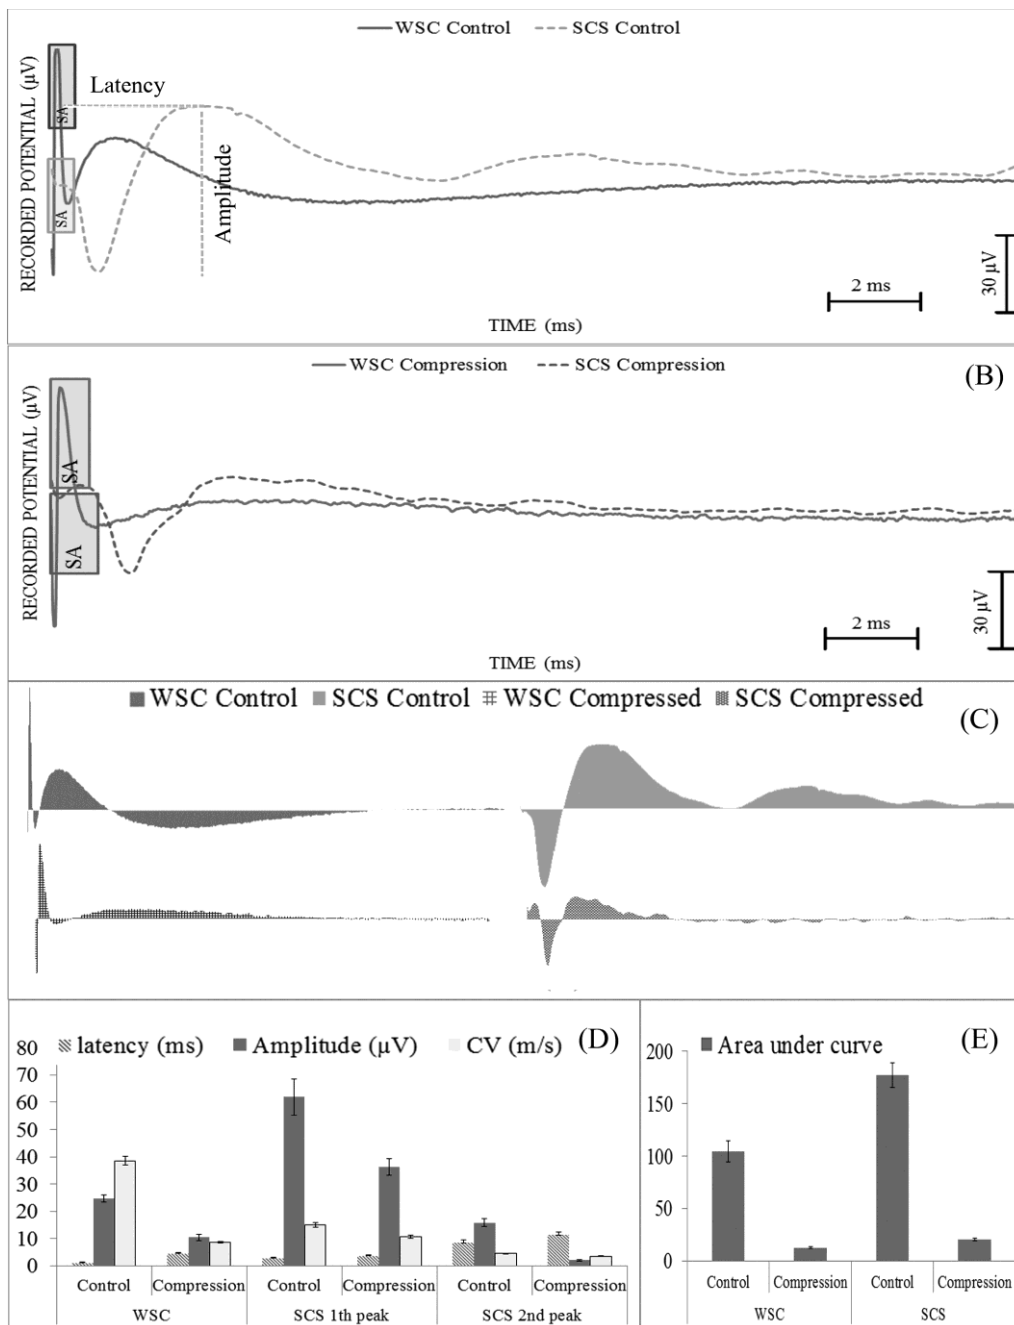 WSC Control SCS Control
RECORDED POTENTIAL (µV)
SA
SA
Latency
Amplitude
2 ms
30 µV
TIME (ms)
WSC Compression SCS Compression
(B)
RECORDED POTENTIAL (µV)
SA
SA
2 ms
30 µV
TIME (ms)
WSC Control SCS Control WSC Compressed SCS Compressed
(C)
latency (ms) Amplitude (µV) CV (m/s)
(D)
80
70
60
50
40
30
20
10
0
Control Compression Control Compression Control Compression
WSC SCS 1th peak SCS 2nd peak
Area under curve
(E)
200
150
100
50
0
Control Compression Control Compression
WSC SCS